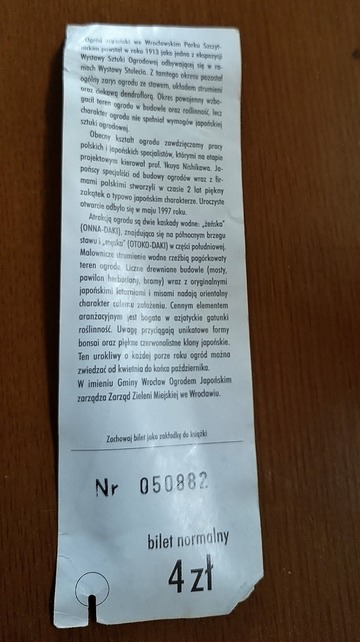 Ogród Japoński we Wrocławskim Parku Szczyt-
nickim powstał w roku 1913 jako jedna z ekspozycji
Wystawy Sztuki Ogrodowej odbywającej się w ra-
mach Wystawy Stulecia. Z tamtego okresu pozostał
ogólny zarys ogrodu ze stawem, układem strumieni
oraz ciekawą dendroflorą. Okres powojenny wzbo-
gacił teren ogrodu w budowle oraz roślinność, lecz
charakter ogrodu nie spełniał wymogów japońskiej
sztuki ogrodowej.
Obecny kształt ogrodu zawdzięczamy pracy
polskich i japońskich specjalistów, którymi na etapie
projektowym kierował prof. Ikuya Nishikawa. Ja-
pońscy specjaliści od budowy ogrodów wraz z fir-
mami polskimi stworzyli w czasie 2 lat piękny
zakątek o typowo japońskim charakterze. Uroczyste
otwarcie odbyło się w maju 1997 roku.
Atrakcją ogrodu są dwie kaskady wodne: „żeńska"
(ONNA-DAKI), znajdująca się na północnym brzegu
stawu i „męska" (OTOKO-DAKI) w części południowej.
Malownicze strumienie wodne rzeźbią pagórkowaty
teren ogrodu. Liczne drewniane budowle (mosty,
pawilon herbaciany, bramy) wraz z oryginalnymi
japońskimi latarniami i misami nadają orientalny
charakter całemu założeniu. Cennym elementem
aranżacyjnym jest bogata w azjatyckie gatunki
roślinność. Uwagę przyciągają unikatowe formy
bonsai oraz piękne czerwonolistne klony japońskie.
Ten urokliwy o każdej porze roku ogród można
zwiedzać od kwietnia do końca października.
W imieniu Gminy Wrocław Ogrodem Japońskim
zarządza Zarząd Zieleni Miejskiej we Wrocławiu.
Zachowaj bilet jako zakładkę do książki
Nr 050882
bilet normalny
4 zł